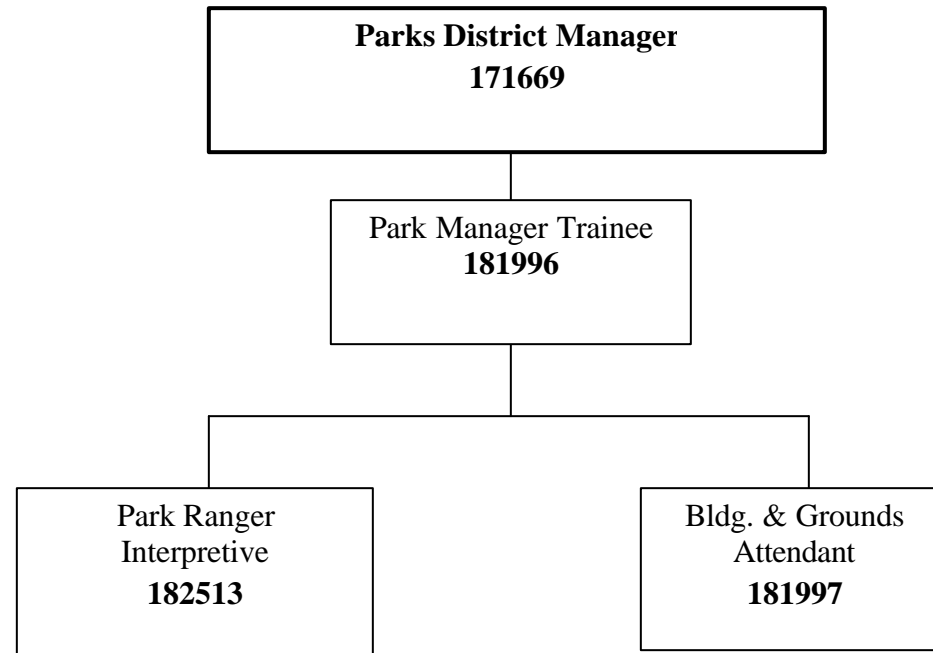 Parks District Manager
171669
Park Manager Trainee
181996
Park Ranger
Interpretive
182513
Bldg. & Grounds
Attendant
181997